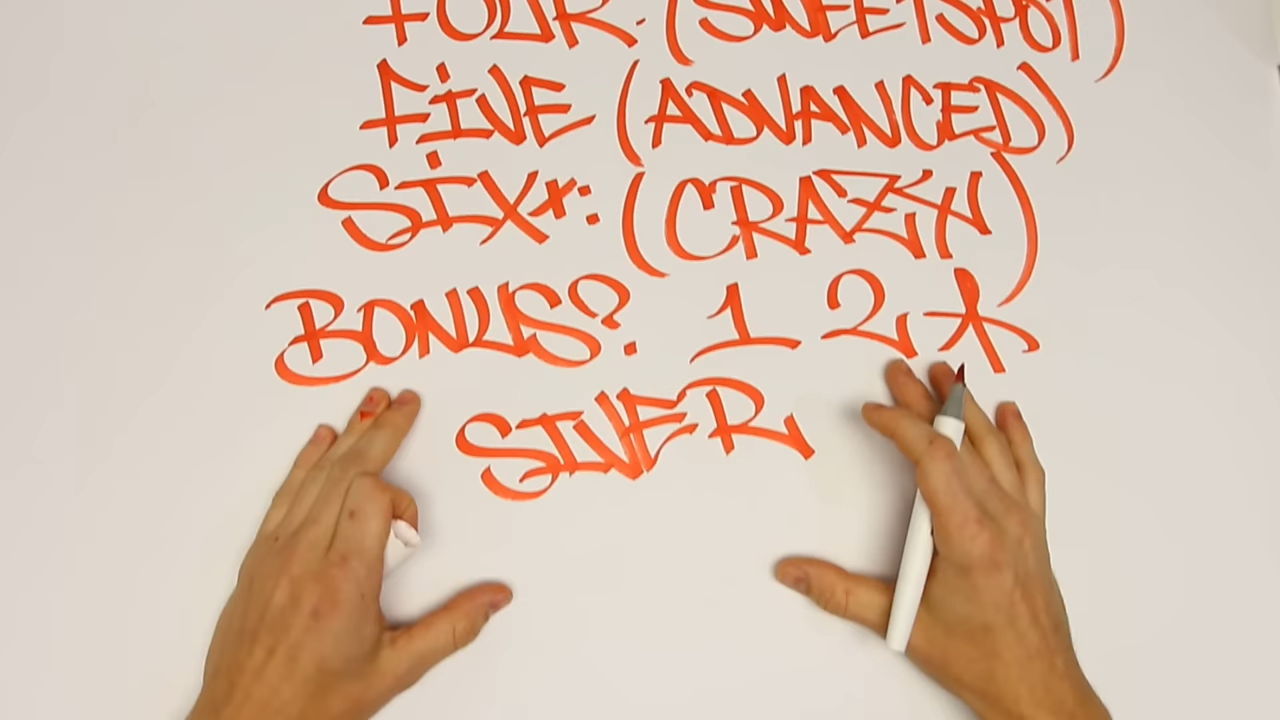 FOUR: (SWEETSPOT)
FiVE (ADVANCED)
SiX*: (CRAZY)
BONUS? 1 2 *
SIVER